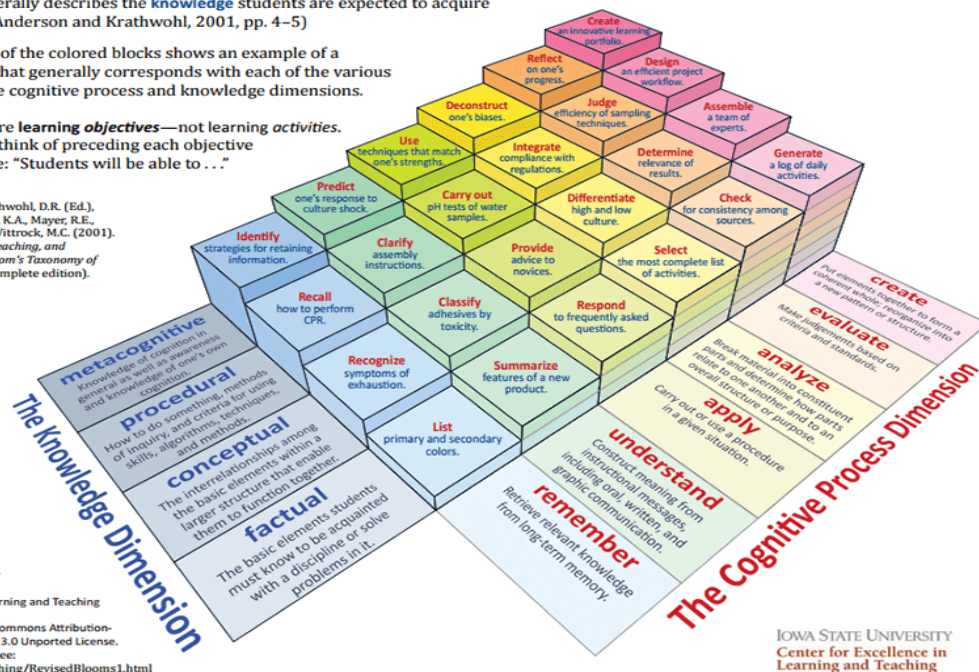 erally describes the knowledge students are expected to acquire
Anderson and Krathwohl, 2001, pp. 4–5)
of the colored blocks shows an example of a
hat generally corresponds with each of the various
e cognitive process and knowledge dimensions.
re learning objectives—not learning activities.
think of preceding each objective
e: “Students will be able to . . .”
hwohl, D.R. (Ed.),
K.A., Mayer, R.E.,
Wittrock, M.C. (2001).
eaching, and
om's Taxonomy of
mplete edition).
Create
an innovative learning
portfolio.
Reflect
on one's
progress.
Design
an efficient project
workflow.
Deconstruct
one's biases.
Judge
efficiency of sampling
techniques.
Assemble
a team of
experts.
Use
techniques that match
one's strengths.
Integrate
compliance with
regulations.
Determine
relevance of
results.
Generate
a log of daily
activities.
Predict
one's response to
culture shock.
Carry out
pH tests of water
samples.
Differentiate
high and low
culture.
Check
for consistency among
sources.
Identify
strategies for retaining
information.
Clarify
assembly
instructions.
Provide
advice to
novices.
Select
the most complete list
of activities.
Recall
how to perform
CPR.
Classify
adhesives by
toxicity.
Respond
to frequently asked
questions.
Recognize
symptoms of
exhaustion.
Summarize
features of a new
product.
List
primary and secondary
colors.
The Knowledge Dimension
metacognitive
Knowledge of cognition in
general as well as awareness
and knowledge of one's own
cognition.
procedural
How to do something, methods
of inquiry, and criteria for using
skills, algorithms, techniques,
and methods.
conceptual
The interrelationships among
the basic elements within a
larger structure that enable
them to function together.
factual
The basic elements students
must know to be acquainted
with a discipline or solve
problems in it.
The Cognitive Process Dimension
create
Put elements together to form a
coherent whole; reorganize into
a new pattern or structure.
evaluate
Make judgements based on
criteria and standards.
analyze
Break material into constituent
parts and determine how parts
relate to one another and to an
overall structure or purpose.
apply
Carry out or use a procedure
in a given situation.
understand
Construct meaning from
instructional messages,
including oral, written, and
graphic communication.
remember
Retrieve relevant knowledge
from long-term memory.
rning and Teaching
ommons Attribution-
3.0 Unported License.
ee:
hing/RevisedBlooms1.html
IOWA STATE UNIVERSITY
Center for Excellence in
Learning and Teaching